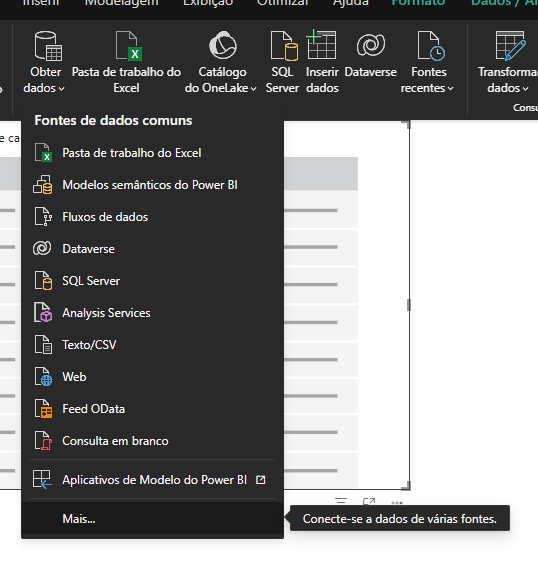 Inserir Modelagem Exibição Otimizar Ajuda Formato Dados /
Obter dados
Pasta de trabalho do Excel
Catálogo do OneLake
SQL Server
Inserir dados
Dataverse
Fontes recentes
Transformar dados
Consu
e ca
Fontes de dados comuns
Pasta de trabalho do Excel
Modelos semânticos do Power BI
Fluxos de dados
Dataverse
SQL Server
Analysis Services
Texto/CSV
Web
Feed OData
Consulta em branco
Aplicativos de Modelo do Power BI
Mais...
Conecte-se a dados de várias fontes.